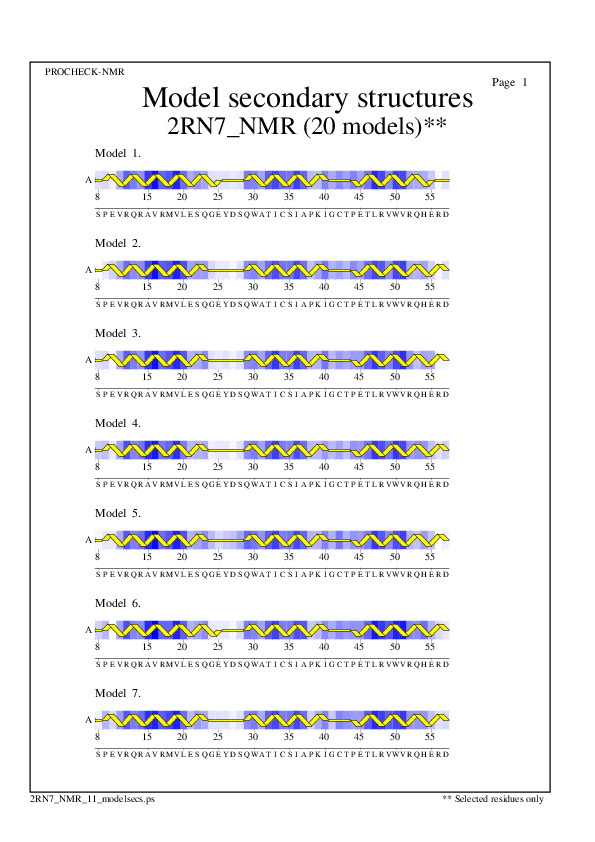 PROCHECK-NMR
Page 1
Model secondary structures
2RN7_NMR (20 models)**
Model 1.
A
8 15 20 25 30 35 40 45 50 55
S P E V R Q R A V R M V L E S Q G E Y D S Q W A T I C S I A P K I G C T P E T L R V W V R Q H E R D
Model 2.
A
8 15 20 25 30 35 40 45 50 55
S P E V R Q R A V R M V L E S Q G E Y D S Q W A T I C S I A P K I G C T P E T L R V W V R Q H E R D
Model 3.
A
8 15 20 25 30 35 40 45 50 55
S P E V R Q R A V R M V L E S Q G E Y D S Q W A T I C S I A P K I G C T P E T L R V W V R Q H E R D
Model 4.
A
8 15 20 25 30 35 40 45 50 55
S P E V R Q R A V R M V L E S Q G E Y D S Q W A T I C S I A P K I G C T P E T L R V W V R Q H E R D
Model 5.
A
8 15 20 25 30 35 40 45 50 55
S P E V R Q R A V R M V L E S Q G E Y D S Q W A T I C S I A P K I G C T P E T L R V W V R Q H E R D
Model 6.
A
8 15 20 25 30 35 40 45 50 55
S P E V R Q R A V R M V L E S Q G E Y D S Q W A T I C S I A P K I G C T P E T L R V W V R Q H E R D
Model 7.
A
8 15 20 25 30 35 40 45 50 55
S P E V R Q R A V R M V L E S Q G E Y D S Q W A T I C S I A P K I G C T P E T L R V W V R Q H E R D
2RN7_NMR_11_modelsecs.ps
** Selected residues only